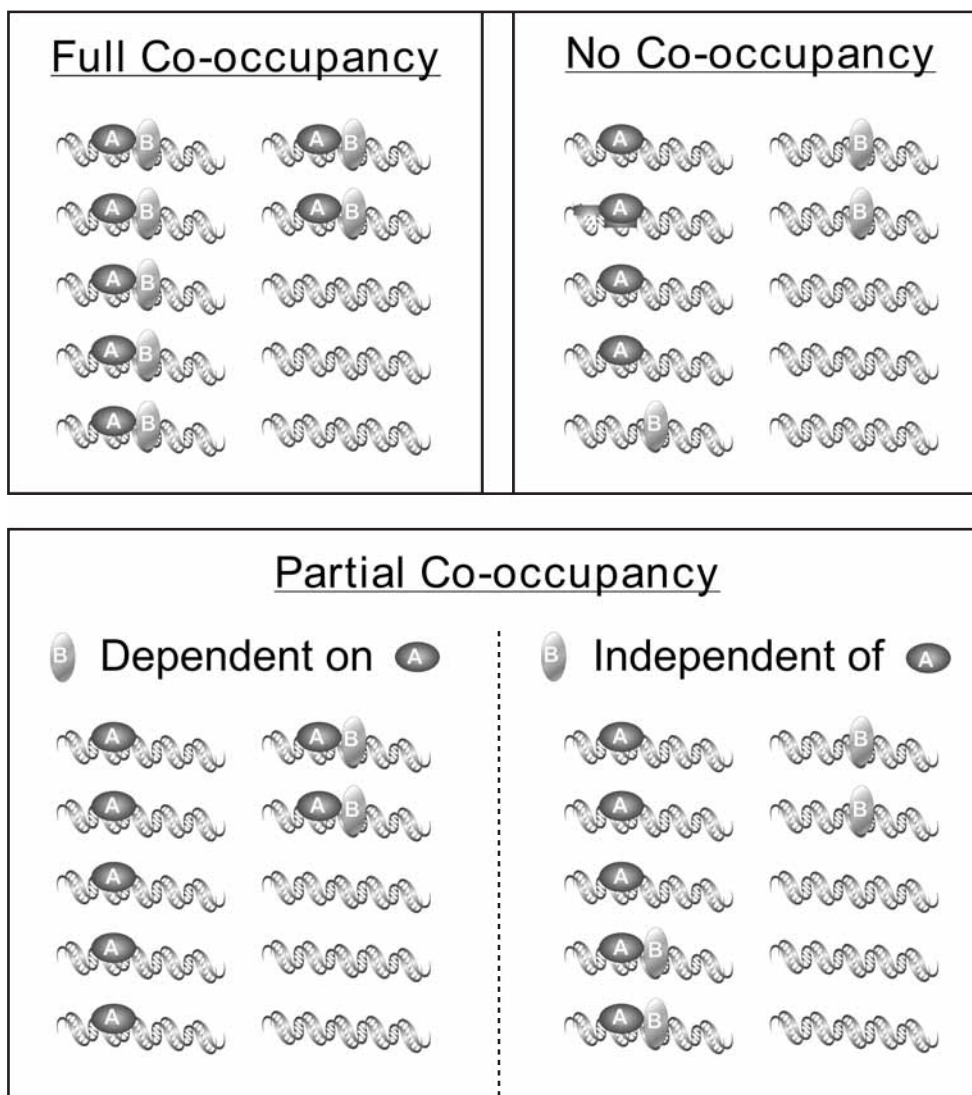 Full Co-occupancy
A B A B
A B A B
A B
A B
A B
No Co-occupancy
A B
A B
A
A
B
Partial Co-occupancy
B Dependent on A
A A B
A A B
A
A
A
B Independent of A
A B
A B
A
A B
A B